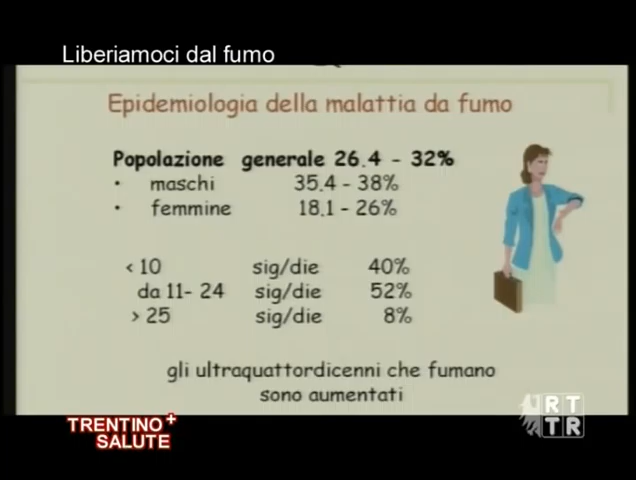 Liberiamoci dal fumo
Epidemiologia della malattia da fumo
Popolazione generale 26.4 - 32%
• maschi 35.4 - 38%
• femmine 18.1 - 26%
< 10 sig/die 40%
da 11- 24 sig/die 52%
> 25 sig/die 8%
gli ultraquattordicenni che fumano
sono aumentati
TRENTINO+
SALUTE
RT
TR